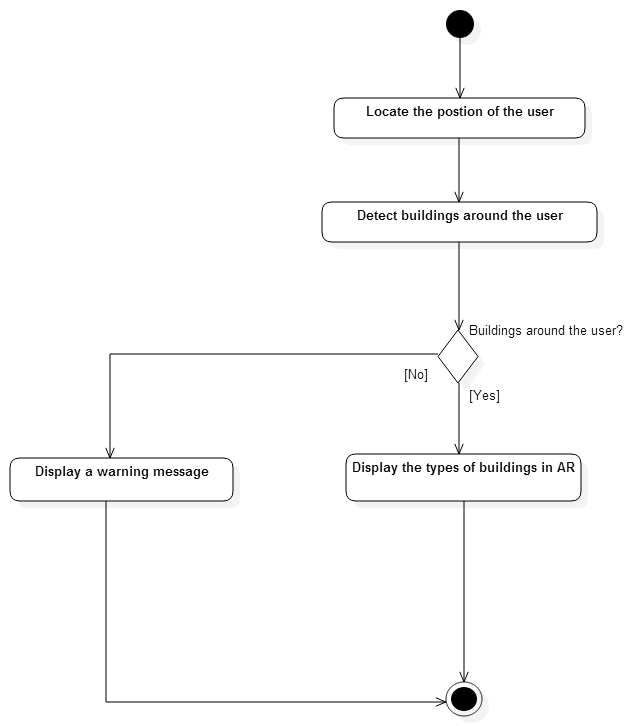 Locate the postion of the user
Detect buildings around the user
Buildings around the user?
[No]
[Yes]
Display a warning message
Display the types of buildings in AR